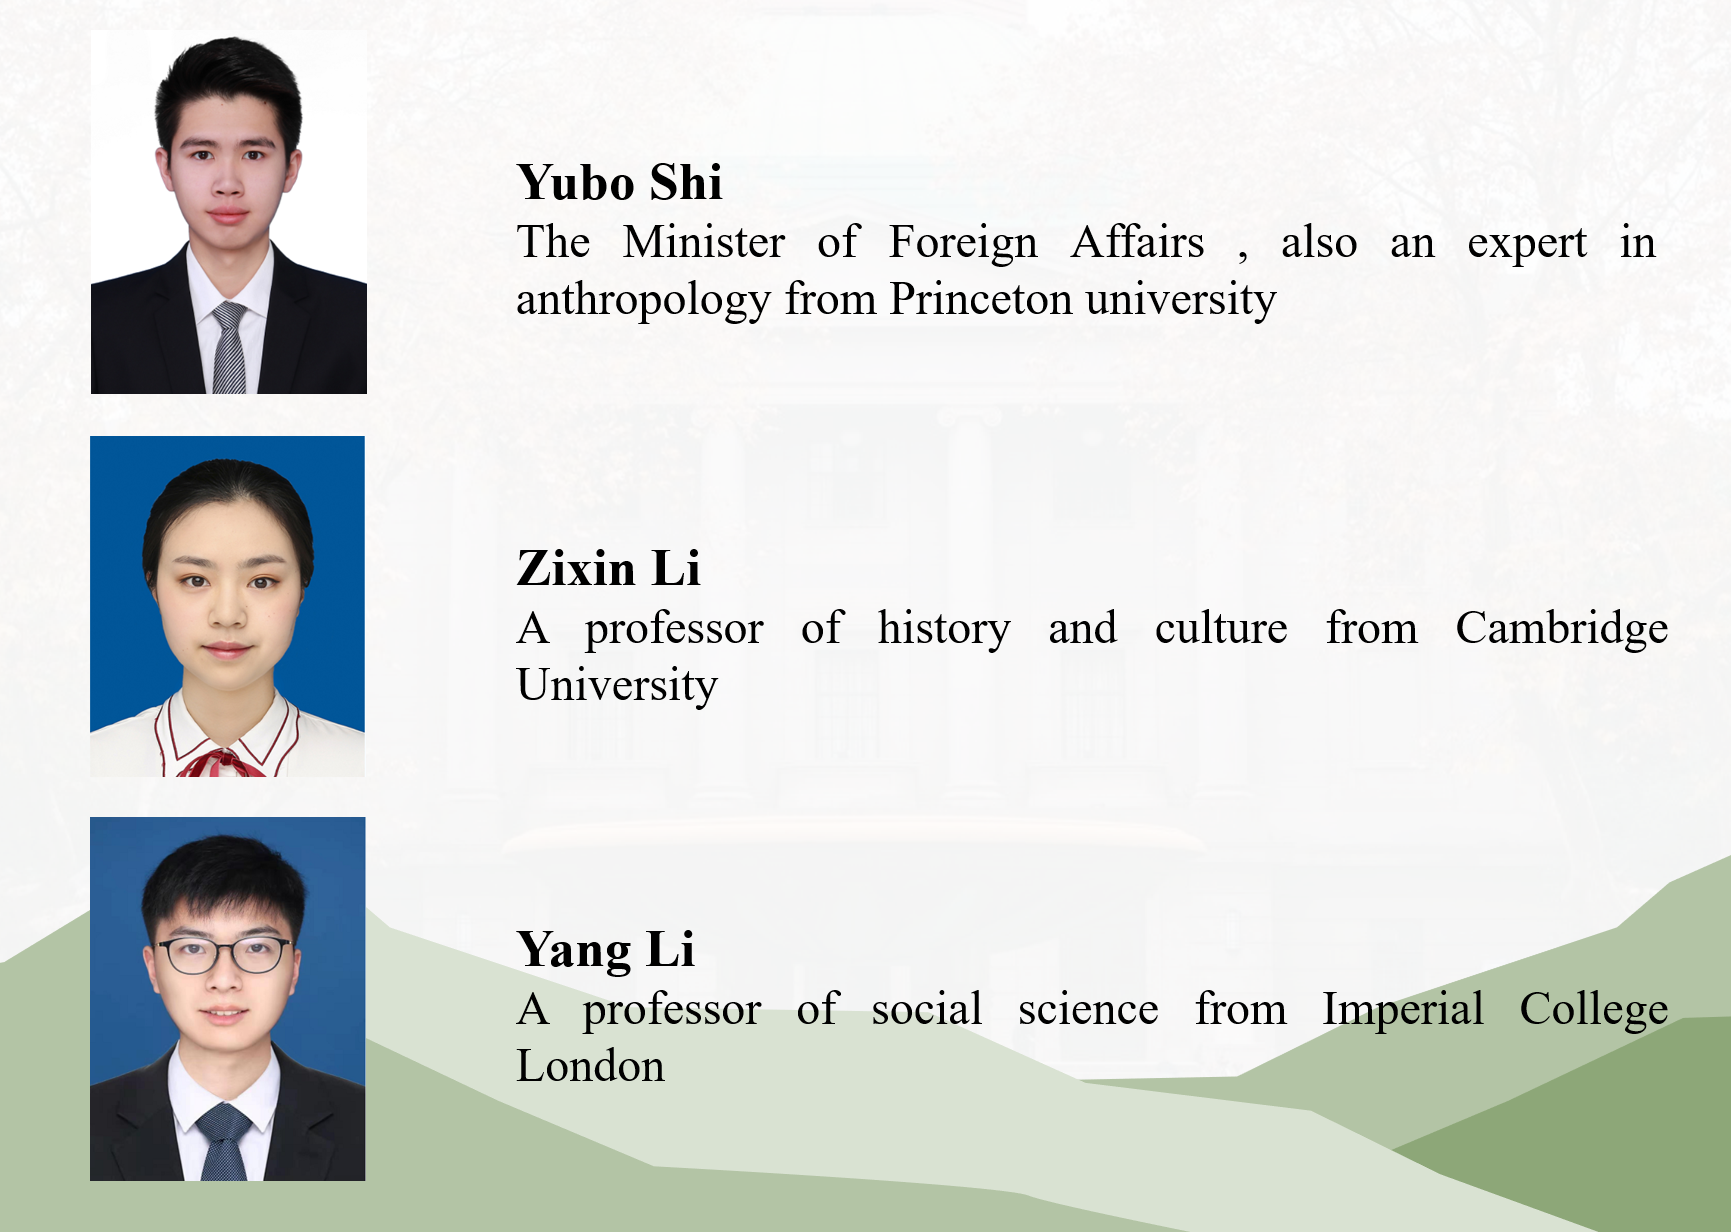 Yubo Shi
The Minister of Foreign Affairs , also an expert in
anthropology from Princeton university
Zixin Li
A professor of history and culture from Cambridge
University
Yang Li
A professor of social science from Imperial College
London